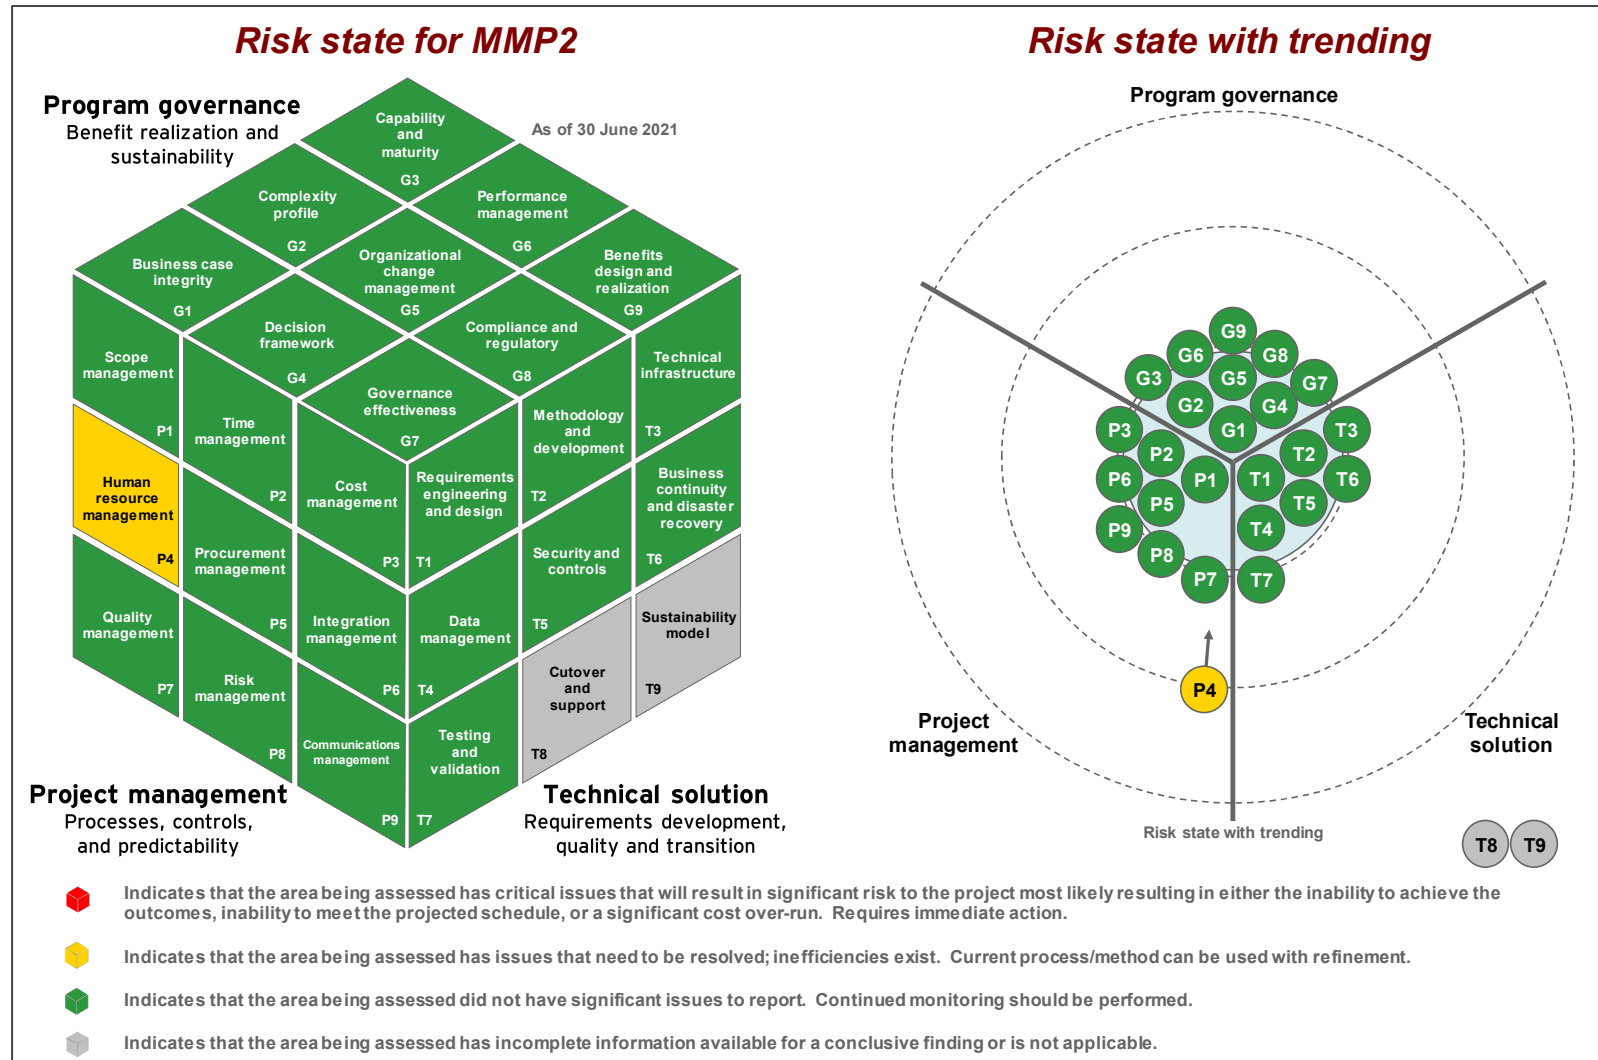 Risk state for MMP2
Risk state with trending
Program governance
Benefit realization and
sustainability
As of 30 June 2021
Capability
and
maturity
G3
Complexity
profile
G2
Performance
management
G6
Business case
integrity
G1
Organizational
change
management
G5
Benefits
design and
realization
G9
Decision
framework
G4
Compliance and
regulatory
G8
Governance
effectiveness
G7
Scope
management
P1
Time
management
P2
Cost
management
P3
Human
resource
management
P4
Procurement
management
P5
Integration
management
P6
Quality
management
P7
Risk
management
P8
Communications
management
P9
Requirements
engineering
and design
T1
Methodology
and
development
T2
Technical
infrastructure
T3
Data
management
T4
Security and
controls
T5
Business
continuity
and disaster
recovery
T6
Testing
and
validation
T7
Cutover
and
support
T8
Sustainability
model
T9
Project management
Processes, controls,
and predictability
Technical solution
Requirements development,
quality and transition
Program governance
G9
G6
G8
G3
G5
G7
G2
G4
G1
P3
P2
P1
P6
P5
P9
P8
P7
P4
T3
T2
T1
T6
T5
T4
T7
Project
management
Technical
solution
Risk state with trending
T8
T9
Indicates that the area being assessed has critical issues that will result in significant risk to the project most likely resulting in either the inability to achieve the
outcomes, inability to meet the projected schedule, or a significant cost over-run. Requires immediate action.
Indicates that the area being assessed has issues that need to be resolved; inefficiencies exist. Current process/method can be used with refinement.
Indicates that the area being assessed did not have significant issues to report. Continued monitoring should be performed.
Indicates that the area being assessed has incomplete information available for a conclusive finding or is not applicable.